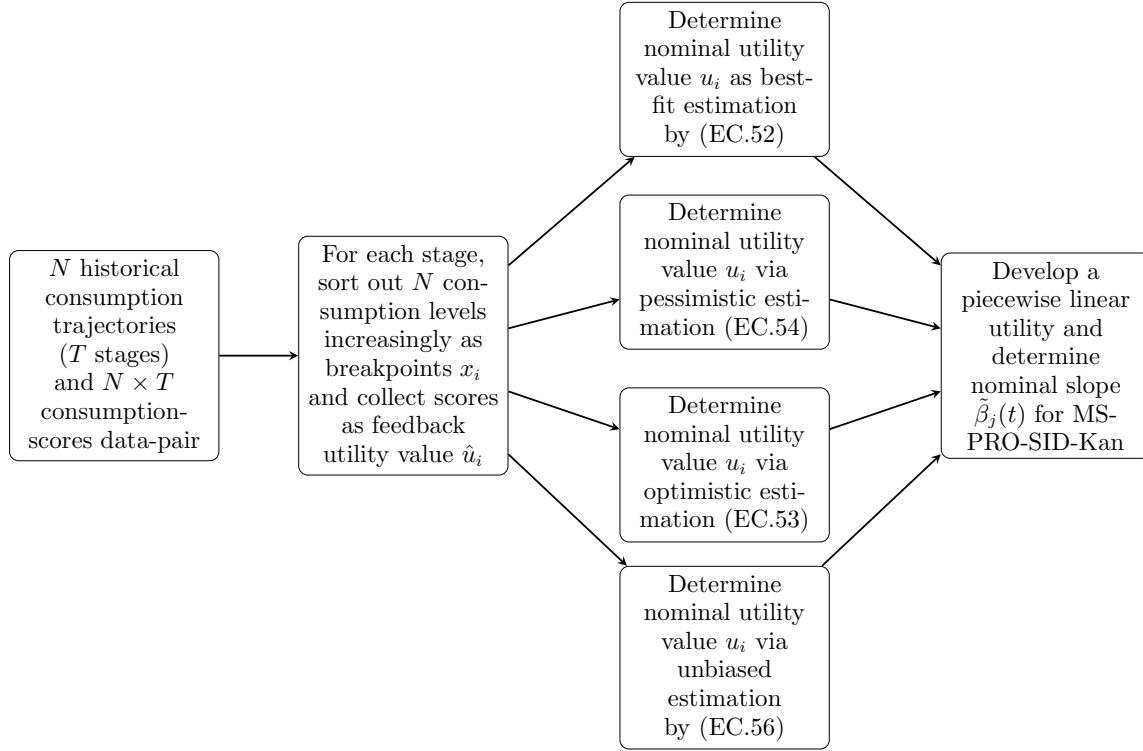 N historical
consumption
trajectories
(T stages)
and N × T
consumption-
scores data-pair
For each stage,
sort out N con-
sumption levels
increasingly as
breakpoints x_i
and collect scores
as feedback
utility value û_i
Determine
nominal utility
value u_i as best-
fit estimation
by (EC.52)
Determine
nominal utility
value u_i via
pessimistic esti-
mation (EC.54)
Determine
nominal utility
value u_i via
optimistic esti-
mation (EC.53)
Determine
nominal utility
value u_i via
unbiased
estimation
by (EC.56)
Develop a
piecewise linear
utility and
determine
nominal slope
β̃_j(t) for MS-
PRO-SID-Kan